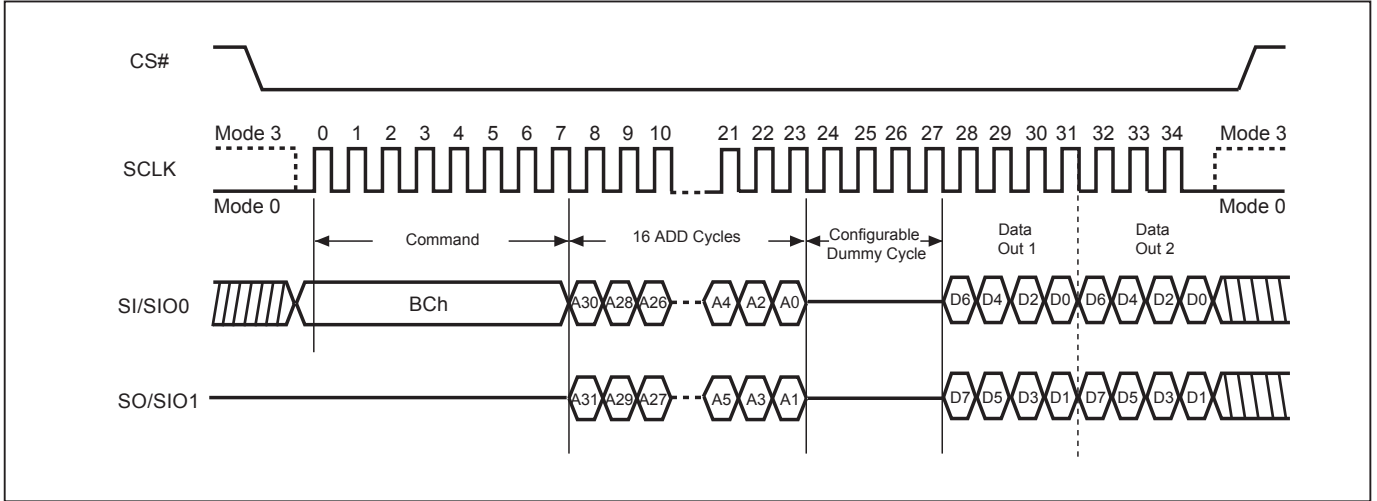 CS#
Mode 3 0 1 2 3 4 5 6 7 8 9 10 21 22 23 24 25 26 27 28 29 30 31 32 33 34 Mode 3
SCLK
Mode 0 Mode 0
Command 16 ADD Cycles Configurable Dummy Cycle Data Out 1 Data Out 2
SI/SIO0 BCh A30 A28 A26 A4 A2 A0 D6 D4 D2 D0 D6 D4 D2 D0
SO/SIO1 A31 A29 A27 A5 A3 A1 D7 D5 D3 D1 D7 D5 D3 D1